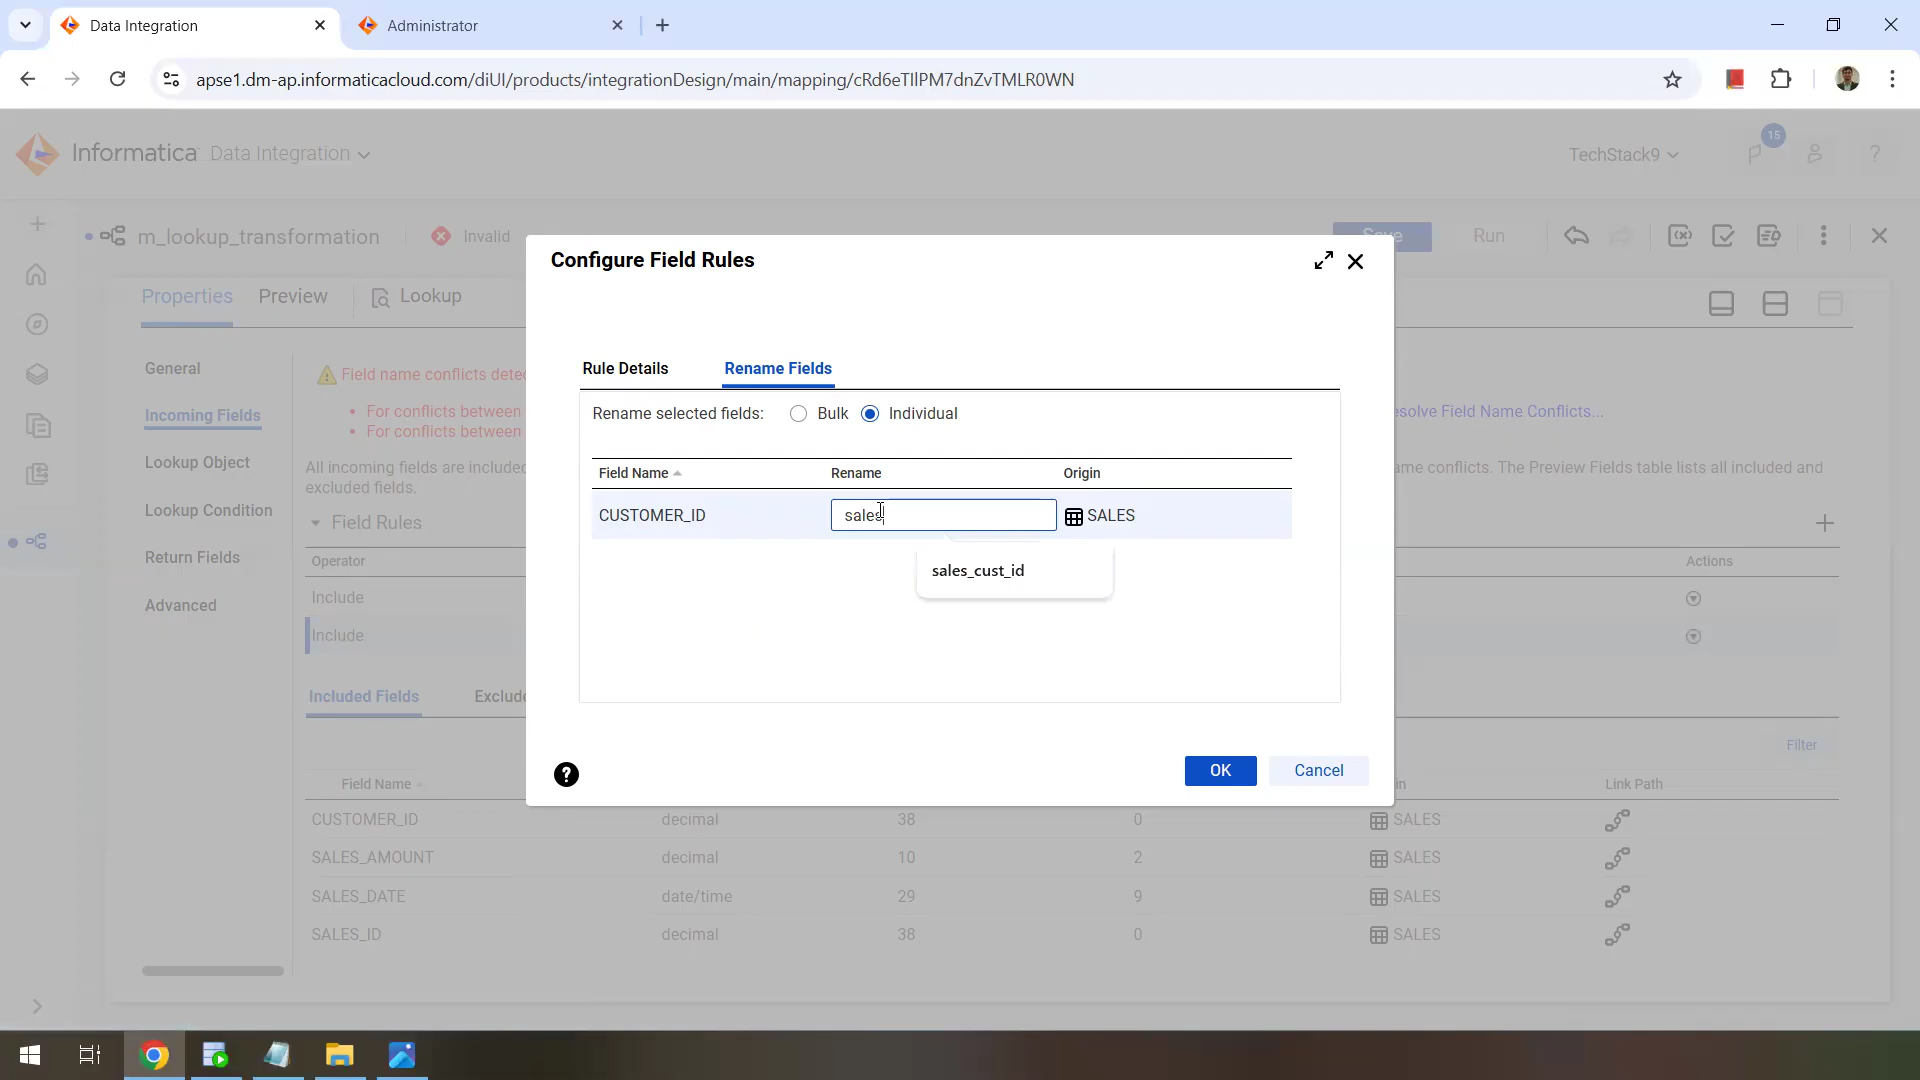 Data Integration
Administrator
apse1.dm-ap.informaticacloud.com/diUI/products/integrationDesign/main/mapping/cRd6eTIlPM7dnZvTMLR0WN
Informatica Data Integration
TechStack9
15
?
m_lookup_transformation
Invalid
Save
Run
Configure Field Rules
Properties
Preview
Lookup
Rule Details
Rename Fields
General
Incoming Fields
Lookup Object
Lookup Condition
Return Fields
Advanced
Field name conflicts detec
For conflicts between
For conflicts between
esolve Field Name Conflicts...
All incoming fields are include
ame conflicts. The Preview Fields table lists all included and
excluded fields.
Field Rules
Rename selected fields:
Bulk
Individual
Field Name
Rename
Origin
CUSTOMER_ID
sales
SALES
sales_cust_id
Operator
Actions
Include
Include
Included Fields
Exclude
OK
Cancel
?
Filter
Field Name
in
Link Path
CUSTOMER_ID decimal 38 0 SALES
SALES_AMOUNT decimal 10 2 SALES
SALES_DATE date/time 29 9 SALES
SALES_ID decimal 38 0 SALES